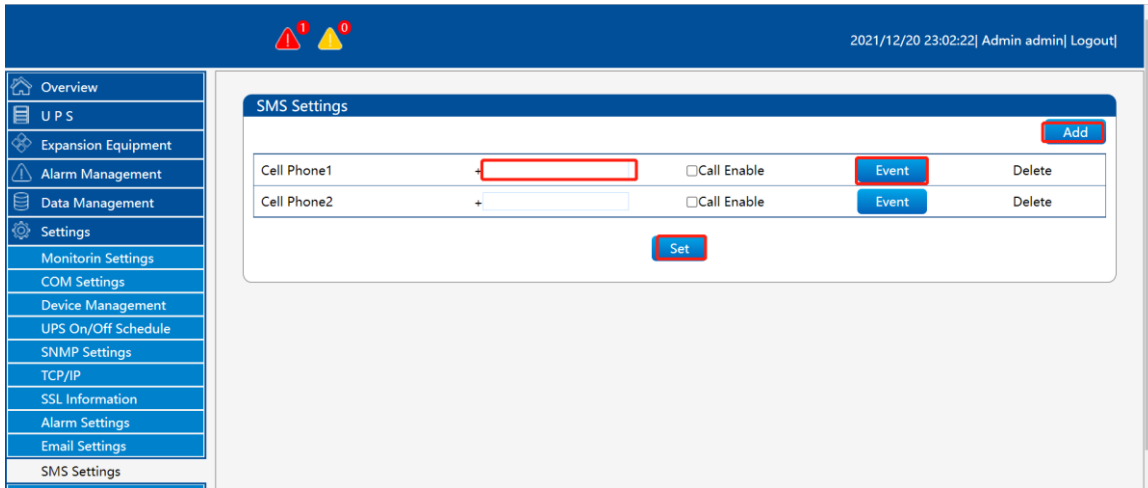 1 0
2021/12/20 23:02:22| Admin admin| Logout|
Overview
UPS
Expansion Equipment
Alarm Management
Data Management
Settings
Monitorin Settings
COM Settings
Device Management
UPS On/Off Schedule
SNMP Settings
TCP/IP
SSL Information
Alarm Settings
Email Settings
SMS Settings
SMS Settings
Add
Cell Phone1 + Call Enable Event Delete
Cell Phone2 + Call Enable Event Delete
Set